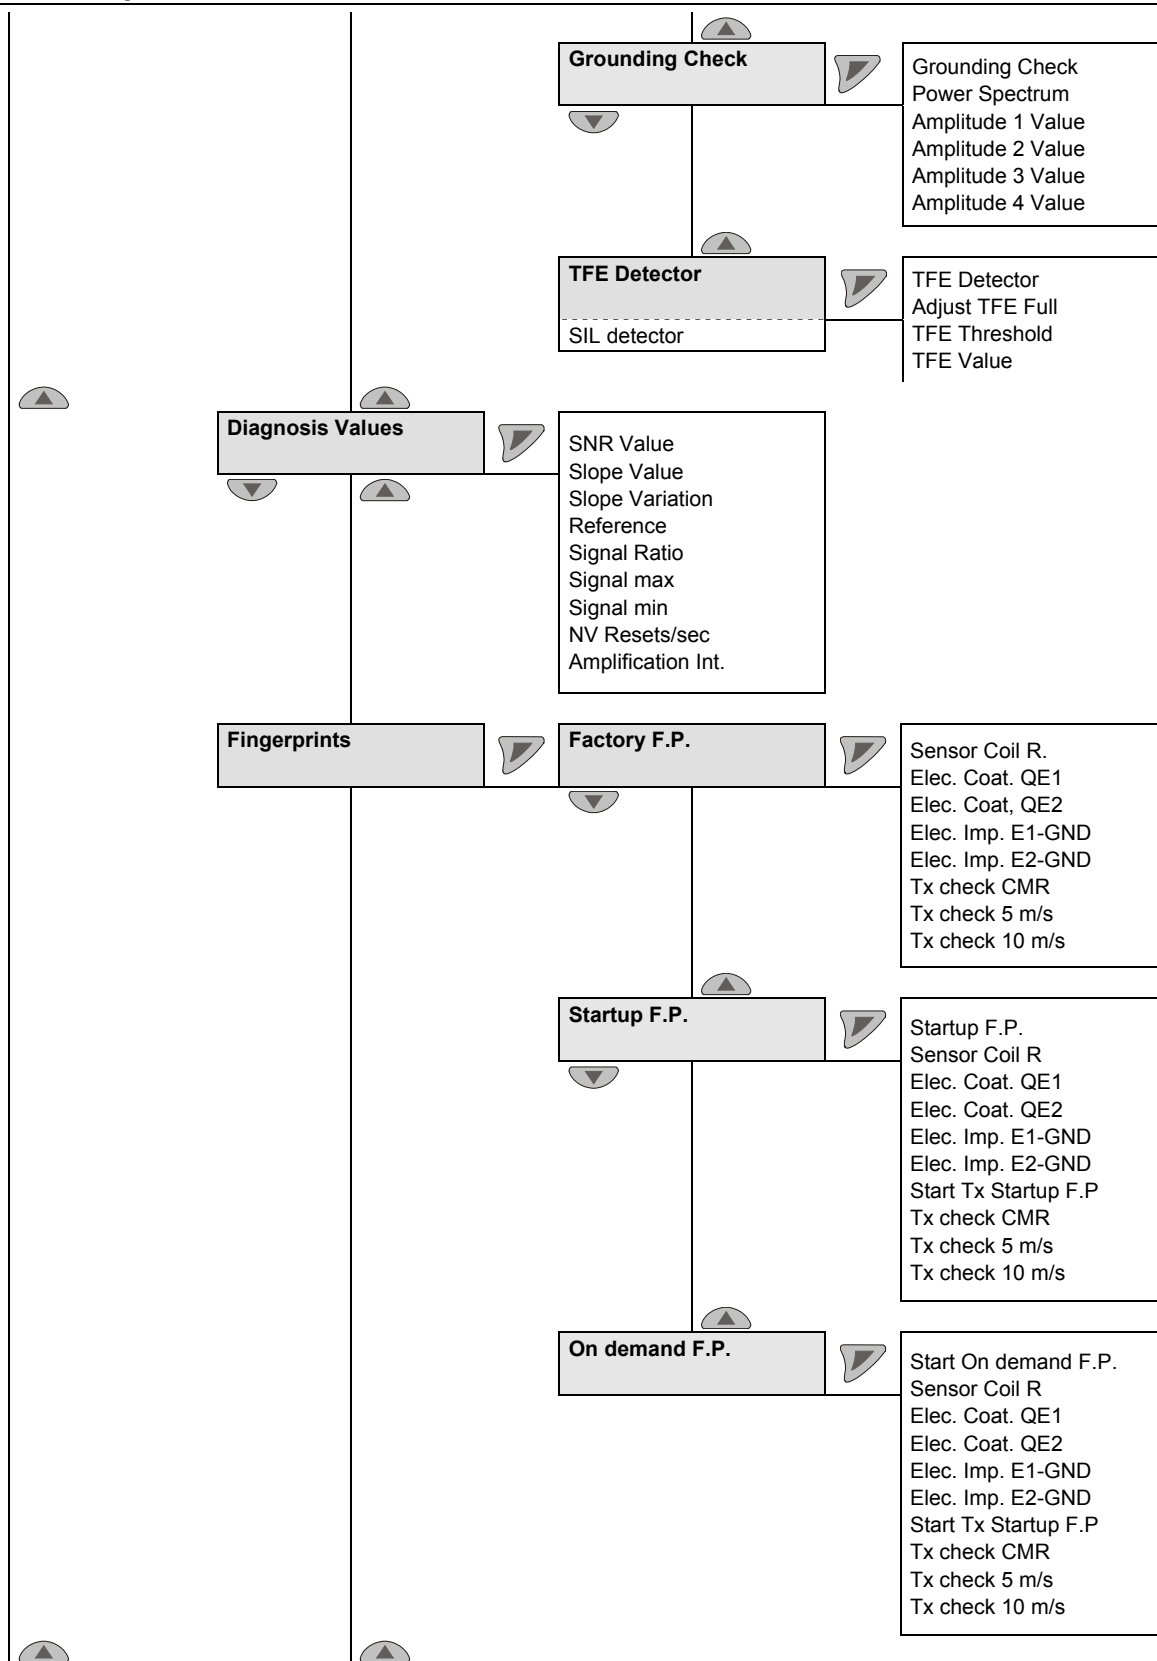 Grounding Check
Grounding Check
Power Spectrum
Amplitude 1 Value
Amplitude 2 Value
Amplitude 3 Value
Amplitude 4 Value
TFE Detector
SIL detector
TFE Detector
Adjust TFE Full
TFE Threshold
TFE Value
Diagnosis Values
SNR Value
Slope Value
Slope Variation
Reference
Signal Ratio
Signal max
Signal min
NV Resets/sec
Amplification Int.
Fingerprints
Factory F.P.
Sensor Coil R.
Elec. Coat. QE1
Elec. Coat, QE2
Elec. Imp. E1-GND
Elec. Imp. E2-GND
Tx check CMR
Tx check 5 m/s
Tx check 10 m/s
Startup F.P.
Startup F.P.
Sensor Coil R
Elec. Coat. QE1
Elec. Coat. QE2
Elec. Imp. E1-GND
Elec. Imp. E2-GND
Start Tx Startup F.P
Tx check CMR
Tx check 5 m/s
Tx check 10 m/s
On demand F.P.
Start On demand F.P.
Sensor Coil R
Elec. Coat. QE1
Elec. Coat. QE2
Elec. Imp. E1-GND
Elec. Imp. E2-GND
Start Tx Startup F.P
Tx check CMR
Tx check 5 m/s
Tx check 10 m/s